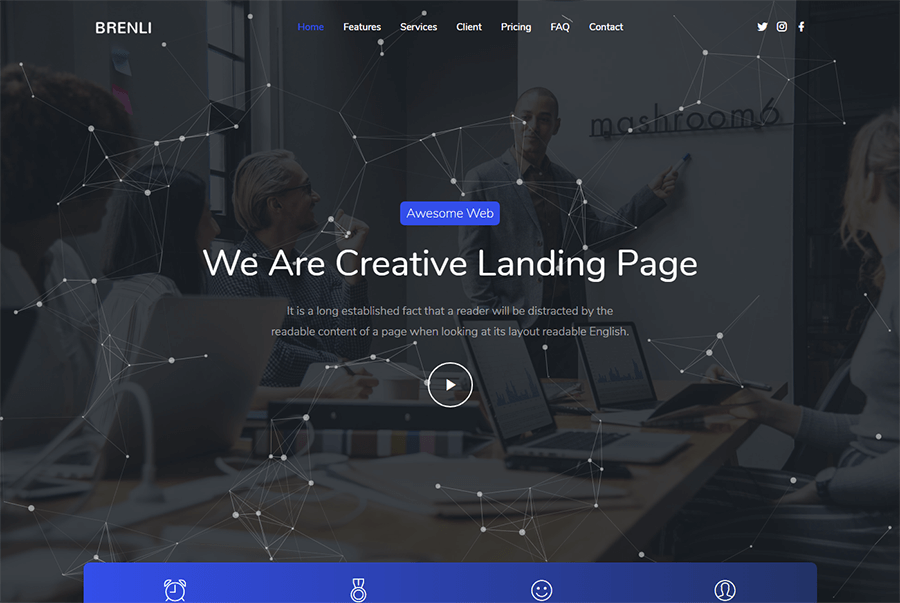 BRENLI
Home Features Services Client Pricing FAQ Contact
mashroom6
Awesome Web
We Are Creative Landing Page
It is a long established fact that a reader will be distracted by the
readable content of a page when looking at its layout readable English.